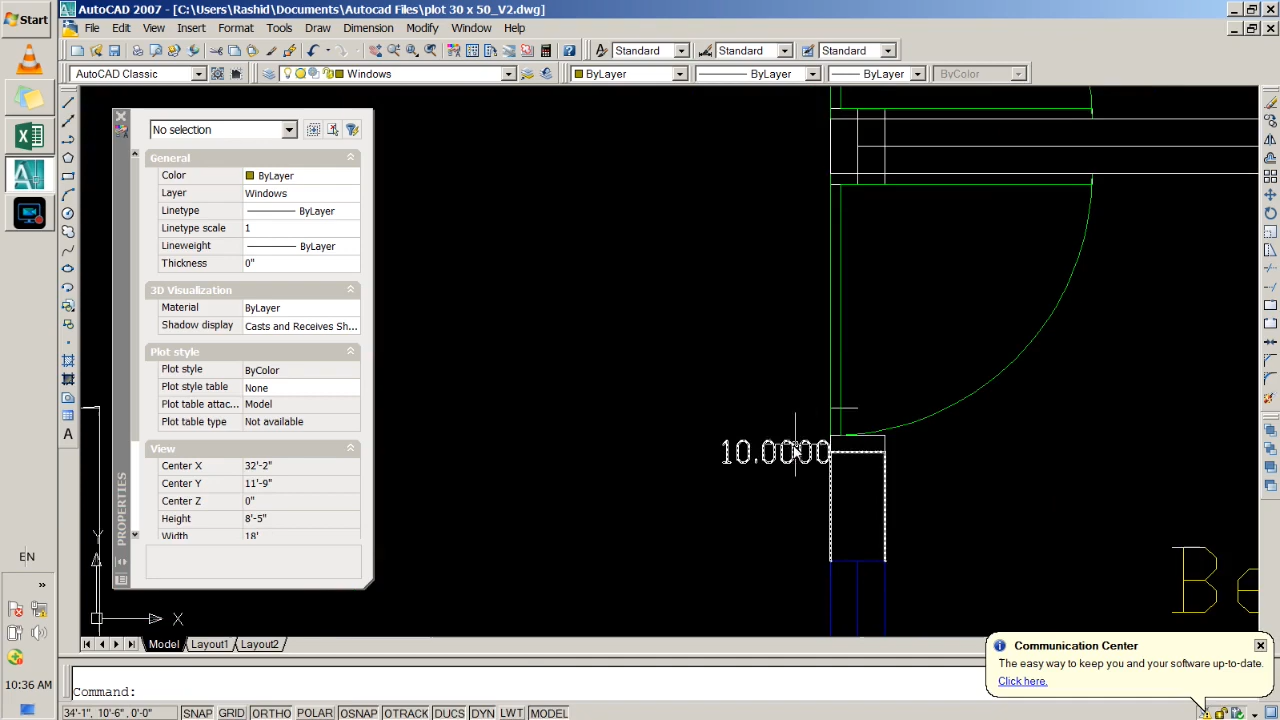 Start
AutoCAD 2007 - [C:\Users\Rashid\Documents\Autocad Files\plot 30 x 50_V2.dwg]
File Edit View Insert Format Tools Draw Dimension Modify Window Help
Standard Standard Standard
AutoCAD Classic Windows ByLayer ByLayer ByLayer ByColor
No selection
General
Color ByLayer
Layer Windows
Linetype ByLayer
Linetype scale 1
Lineweight ByLayer
Thickness 0"
3D Visualization
Material ByLayer
Shadow display Casts and Receives Sh...
Plot style
Plot style ByColor
Plot style table None
Plot table attac... Model
Plot table type Not available
View
Center X 32'-2"
Center Y 11'-9"
Center Z 0"
Height 8'-5"
Width 18'
PROPERTIES
10.0000
Be
Y
X
EN
Model Layout1 Layout2
Communication Center
The easy way to keep you and your software up-to-date.
Click here.
Command:
10:36 AM
34'-1", 10'-6", 0'-0" SNAP GRID ORTHO POLAR OSNAP OTRACK DUCS DYN LWT MODEL